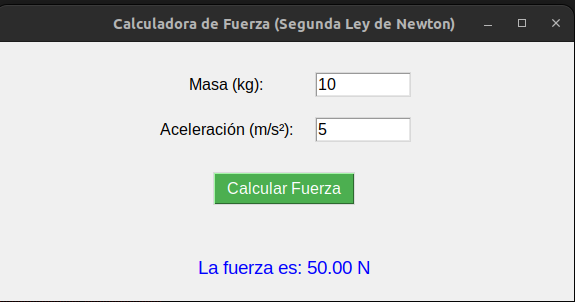 Calculadora de Fuerza (Segunda Ley de Newton)
Masa (kg): 10
Aceleración (m/s²): 5
Calcular Fuerza
La fuerza es: 50.00 N